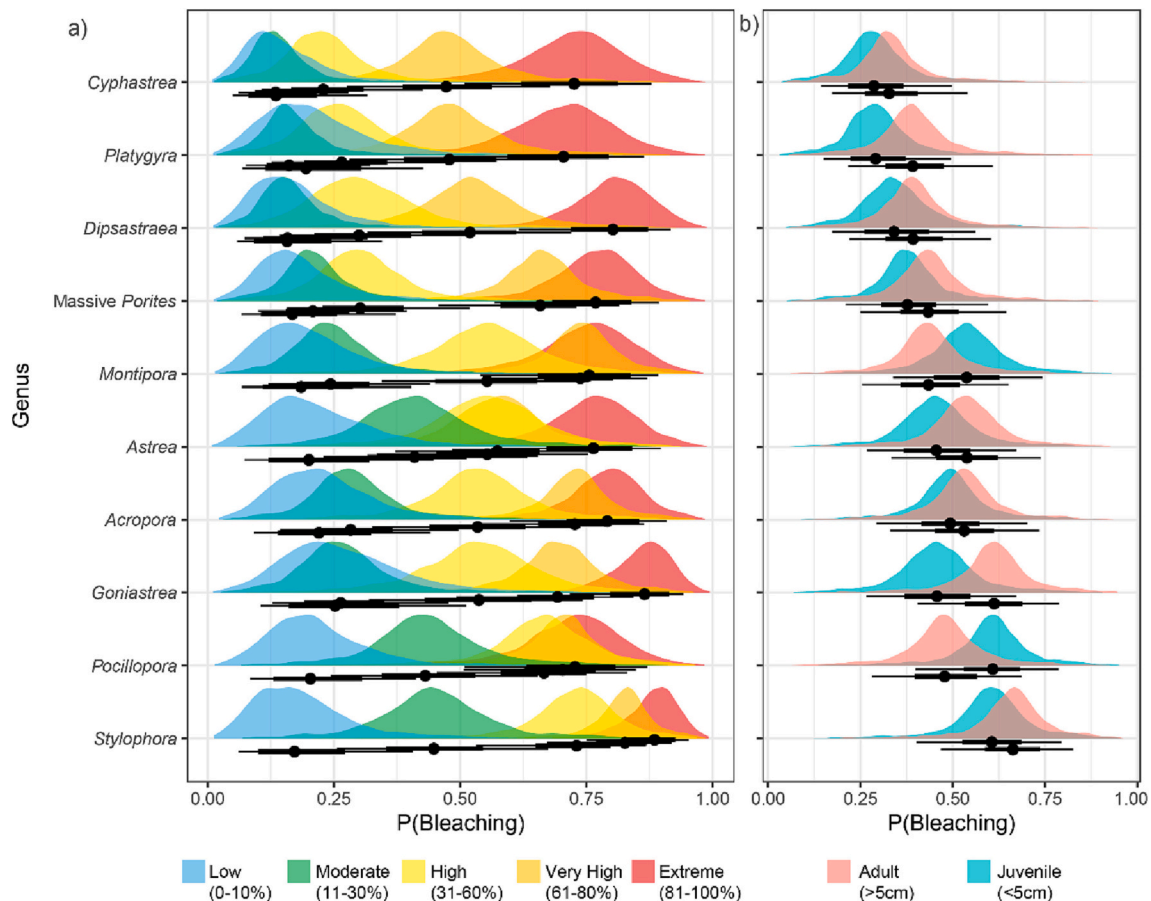 a)
b)
Genus
Cyphastrea
Platygyra
Dipsastraea
Massive Porites
Montipora
Astrea
Acropora
Goniastrea
Pocillopora
Stylophora
0.00 0.25 0.50 0.75 1.00
0.00 0.25 0.50 0.75 1.00
P(Bleaching)
P(Bleaching)
Low
(0-10%)
Moderate
(11-30%)
High
(31-60%)
Very High
(61-80%)
Extreme
(81-100%)
Adult
(>5cm)
Juvenile
(<5cm)